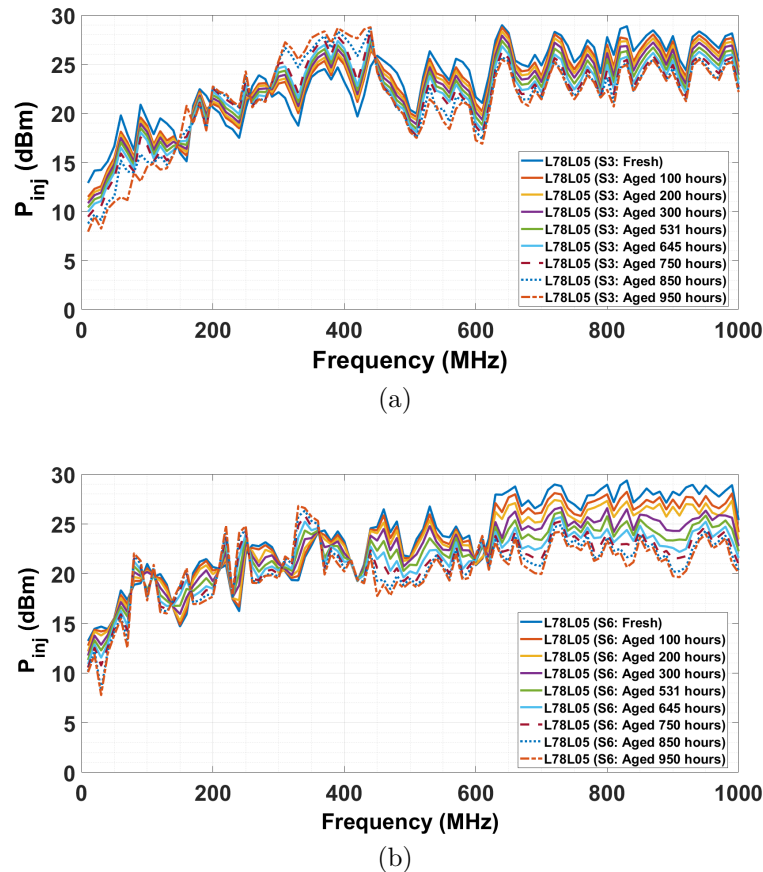 30
25
20
15
10
5
0
P_inj (dBm)
L78L05 (S3: Fresh)
L78L05 (S3: Aged 100 hours)
L78L05 (S3: Aged 200 hours)
L78L05 (S3: Aged 300 hours)
L78L05 (S3: Aged 531 hours)
L78L05 (S3: Aged 645 hours)
L78L05 (S3: Aged 750 hours)
L78L05 (S3: Aged 850 hours)
L78L05 (S3: Aged 950 hours)
0 200 400 600 800 1000
Frequency (MHz)
(a)
30
25
20
15
10
5
0
P_inj (dBm)
L78L05 (S6: Fresh)
L78L05 (S6: Aged 100 hours)
L78L05 (S6: Aged 200 hours)
L78L05 (S6: Aged 300 hours)
L78L05 (S6: Aged 531 hours)
L78L05 (S6: Aged 645 hours)
L78L05 (S6: Aged 750 hours)
L78L05 (S6: Aged 850 hours)
L78L05 (S6: Aged 950 hours)
0 200 400 600 800 1000
Frequency (MHz)
(b)